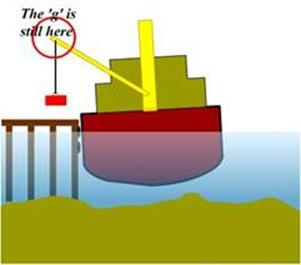 The 'g' is
still here